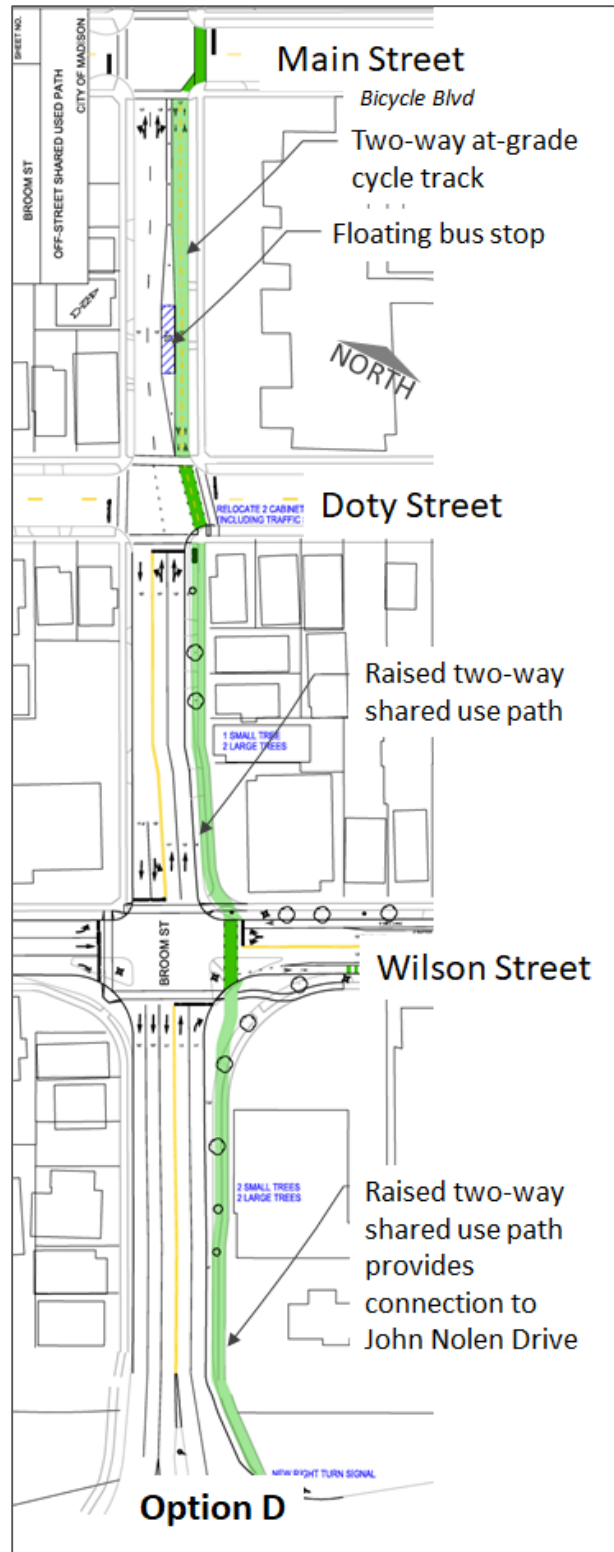 SHEET NO.
CITY OF MADISON
OFF-STREET SHARED USED PATH
BROOM ST
Main Street
Bicycle Blvd
Two-way at-grade
cycle track
Floating bus stop
NORTH
Doty Street
RELOCATE 2 CABINET
INCLUDING TRAFFIC
Raised two-way
shared use path
1 SMALL TREE
2 LARGE TREES
BROOM ST
Wilson Street
2 SMALL TREES
2 LARGE TREES
Raised two-way
shared use path
provides
connection to
John Nolen Drive
NEW RIGHT TURN SIGNAL
Option D